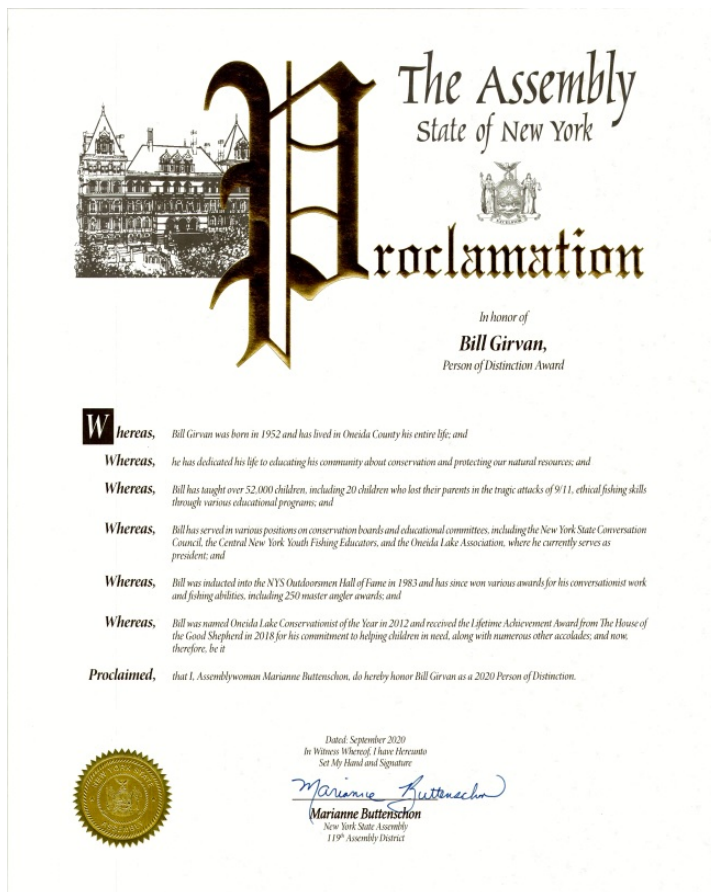 The Assembly
State of New York
EXCELSIOR
Proclamation
In honor of
Bill Girvan,
Person of Distinction Award
Whereas, Bill Girvan was born in 1952 and has lived in Oneida County his entire life; and
Whereas, he has dedicated his life to educating his community about conservation and protecting our natural resources; and
Whereas, Bill has taught over 52,000 children, including 20 children who lost their parents in the tragic attacks of 9/11, ethical fishing skills
through various educational programs; and
Whereas, Bill has served in various positions on conservation boards and educational committees, including the New York State Conversation
Council, the Central New York Youth Fishing Educators, and the Oneida Lake Association, where he currently serves as
president; and
Whereas, Bill was inducted into the NYS Outdoorsmen Hall of Fame in 1983 and has since won various awards for his conversationist work
and fishing abilities, including 250 master angler awards; and
Whereas, Bill was named Oneida Lake Conservationist of the Year in 2012 and received the Lifetime Achievement Award from The House of
the Good Shepherd in 2018 for his commitment to helping children in need, along with numerous other accolades; and now,
therefore, be it
Proclaimed, that I, Assemblywoman Marianne Buttenschon, do hereby honor Bill Girvan as a 2020 Person of Distinction.
Dated: September 2020
In Witness Whereof, I have Hereunto
Set My Hand and Signature
Marianne Buttenschon
Marianne Buttenschon
New York State Assembly
119th Assembly District
NEW YORK STATE
ASSEMBLY